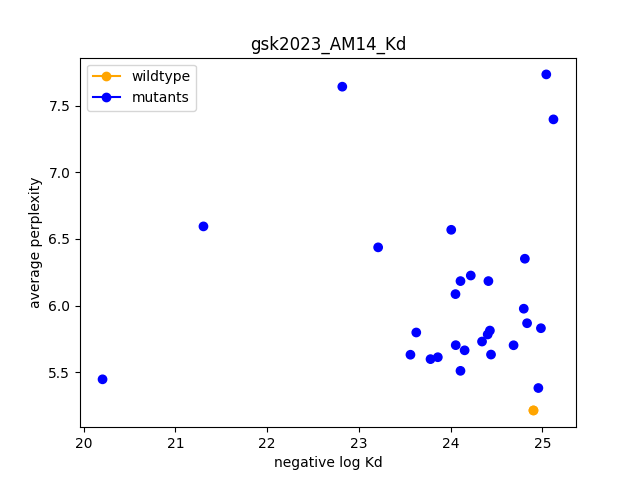 gsk2023_AM14_Kd
wildtype
mutants
7.5
7.0
6.5
6.0
5.5
average perplexity
20
21
22
23
24
25
negative log Kd